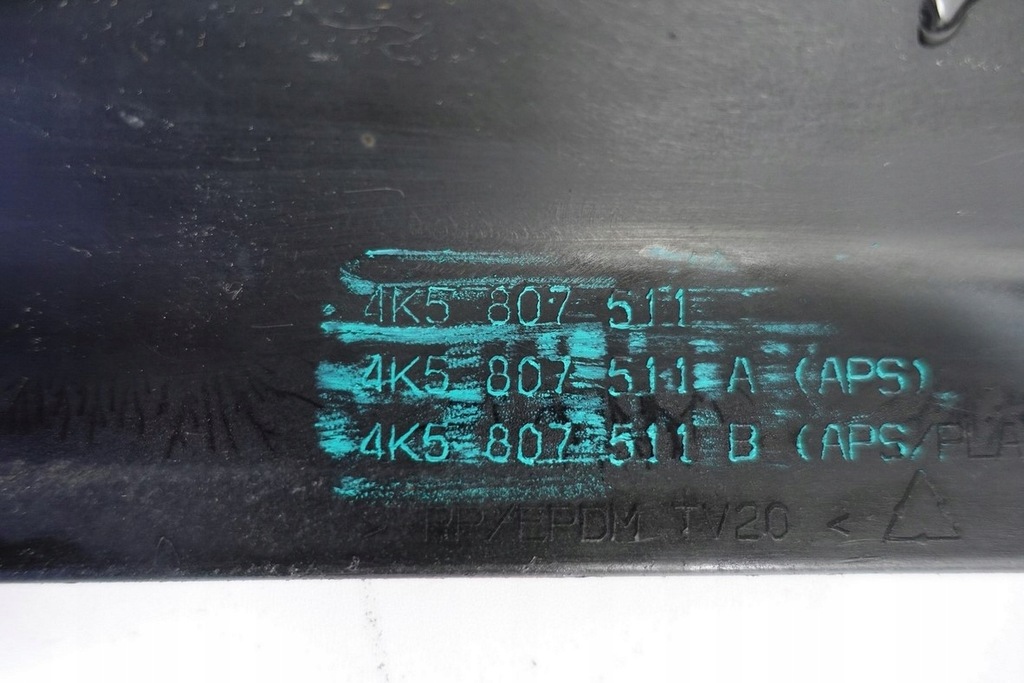 4K5 807 511
4K5 807 511 A (APS)
4K5 807 511 B (APS/PLA
> PP/EPDM TV20 <